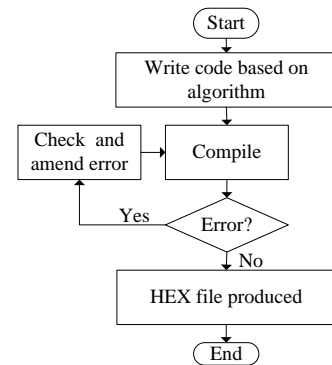 Start
Write code based on
algorithm
Check and
amend error
Compile
Yes
Error?
No
HEX file produced
End